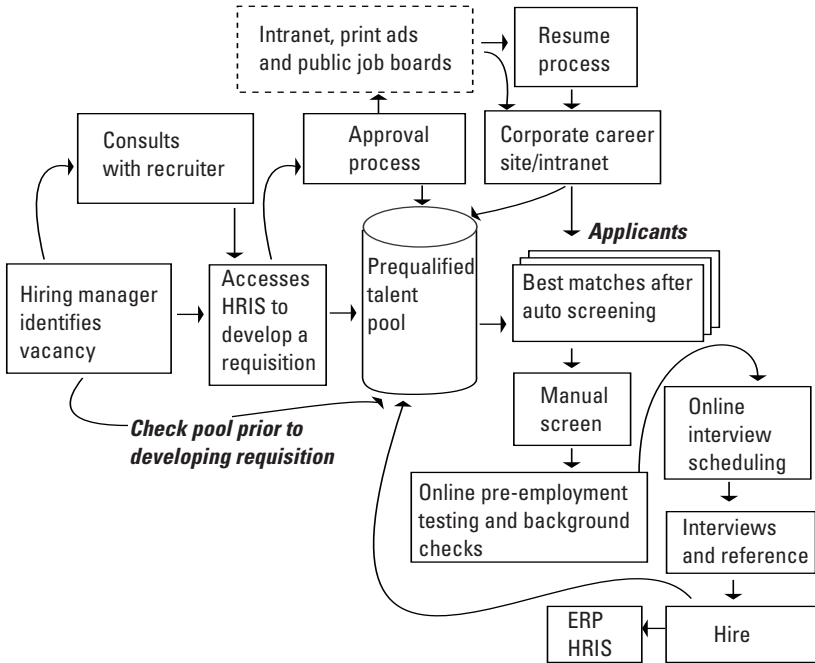 Intranet, print ads
and public job boards
Resume
process
Consults
with recruiter
Approval
process
Corporate career
site/intranet
Applicants
Hiring manager
identifies
vacancy
Accesses
HRIS to
develop a
requisition
Prequalified
talent
pool
Best matches after
auto screening
Manual
screen
Online
interview
scheduling
Check pool prior to
developing requisition
Online pre-employment
testing and background
checks
Interviews
and reference
ERP
HRIS
Hire